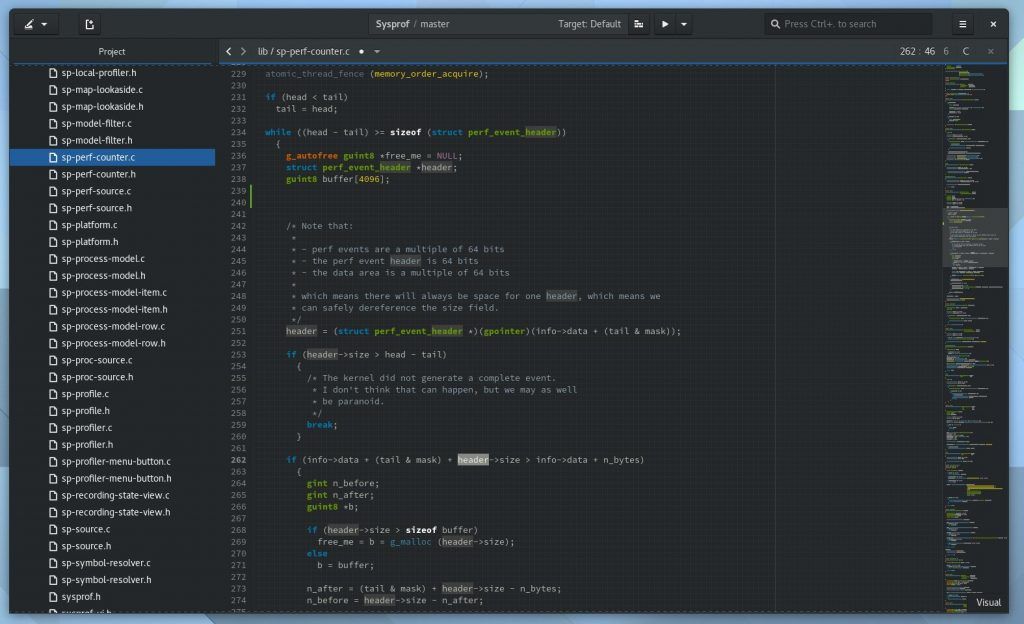 Sysprof / master
Target: Default
Press Ctrl+. to search
Project
lib / sp-perf-counter.c
262 : 46 6 C
sp-local-profiler.h
sp-map-lookaside.c
sp-map-lookaside.h
sp-model-filter.c
sp-model-filter.h
sp-perf-counter.c
sp-perf-counter.h
sp-perf-source.c
sp-perf-source.h
sp-platform.c
sp-platform.h
sp-process-model.c
sp-process-model.h
sp-process-model-item.c
sp-process-model-item.h
sp-process-model-row.c
sp-process-model-row.h
sp-proc-source.c
sp-proc-source.h
sp-profile.c
sp-profile.h
sp-profiler.c
sp-profiler.h
sp-profiler-menu-button.c
sp-profiler-menu-button.h
sp-recording-state-view.c
sp-recording-state-view.h
sp-source.c
sp-source.h
sp-symbol-resolver.c
sp-symbol-resolver.h
sysprof.h
229 atomic_thread_fence (memory_order_acquire);
230
231 if (head < tail)
232 tail = head;
233
234 while ((head - tail) >= sizeof (struct perf_event_header))
235 {
236 g_autofree guint8 *free_me = NULL;
237 struct perf_event_header *header;
238 guint8 buffer[4096];
239
240
241
242 /* Note that:
243 *
244 * - perf events are a multiple of 64 bits
245 * - the perf event header is 64 bits
246 * - the data area is a multiple of 64 bits
247 *
248 * which means there will always be space for one header, which means we
249 * can safely dereference the size field.
250 */
251 header = (struct perf_event_header *)(gpointer)(info->data + (tail & mask));
252
253 if (header->size > head - tail)
254 {
255 /* The kernel did not generate a complete event.
256 * I don't think that can happen, but we may as well
257 * be paranoid.
258 */
259 break;
260 }
261
262 if (info->data + (tail & mask) + header->size > info->data + n_bytes)
263 {
264 gint n_before;
265 gint n_after;
266 guint8 *b;
267
268 if (header->size > sizeof buffer)
269 free_me = b = g_malloc (header->size);
270 else
271 b = buffer;
272
273 n_after = (tail & mask) + header->size - n_bytes;
274 n_before = header->size - n_after;
Visual